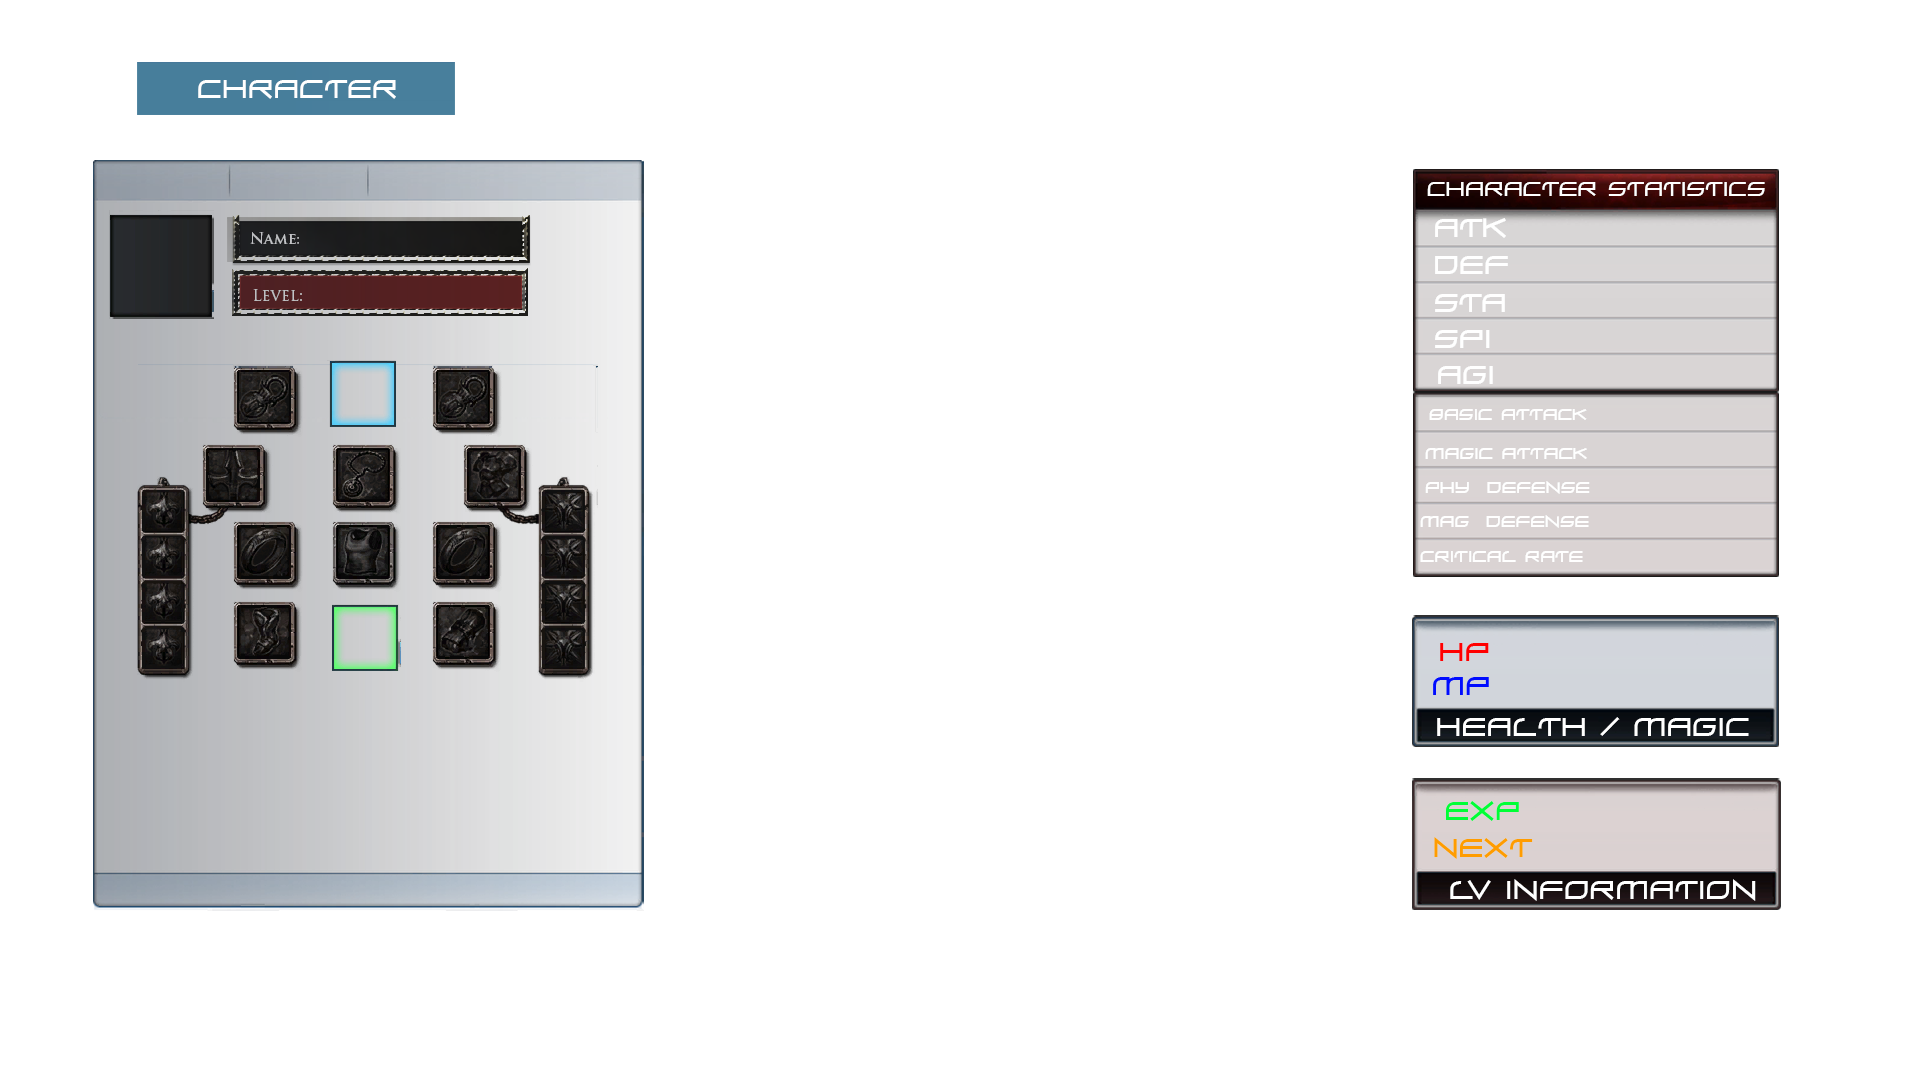 CHRACTER
Name:
Level:
CHARACTER STATISTICS
ATK
DEF
STA
SPI
AGI
BASIC ATTACK
MAGIC ATTACK
PHY DEFENSE
MAG DEFENSE
CRITICAL RATE
HP
MP
HEALTH / MAGIC
EXP
NEXT
LV INFORMATION